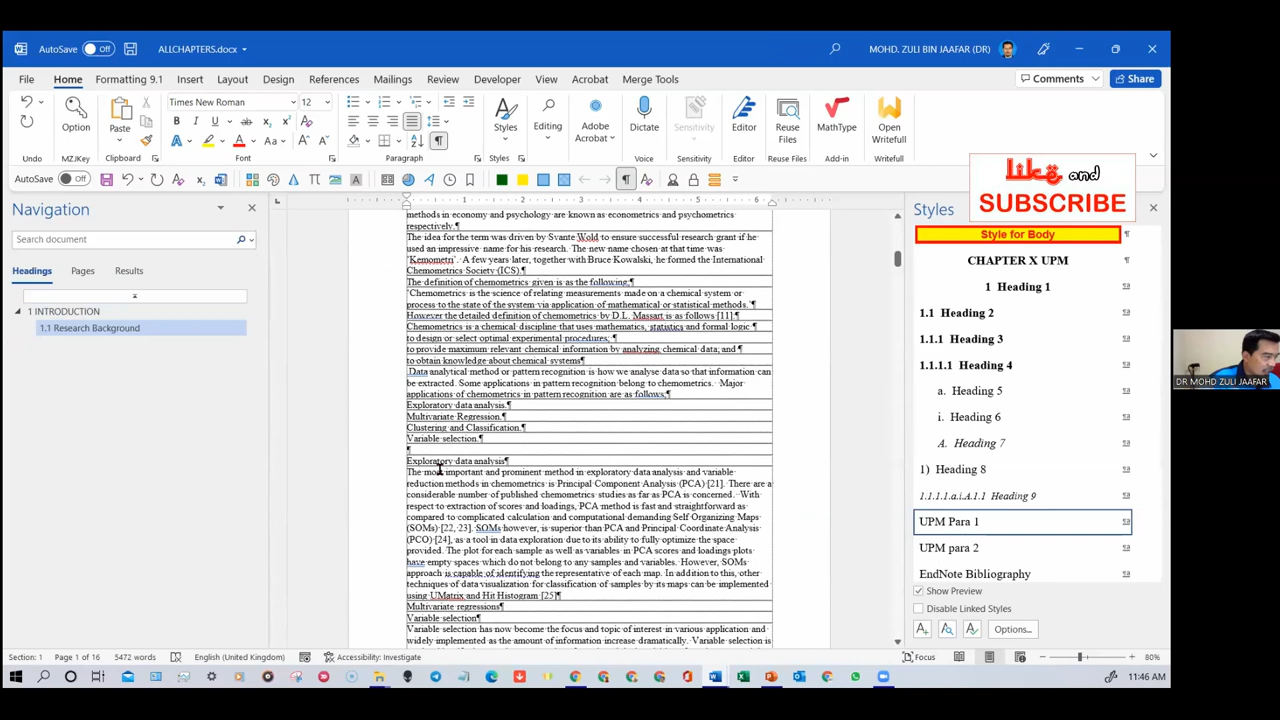 AutoSave Off ALLCHAPTERS.docx MOHD. ZULI BIN JAAFAR (DR)
File Home Formatting 9.1 Insert Layout Design References Mailings Review Developer View Acrobat Merge Tools Comments Share
Times New Roman 12
Option Paste Styles Editing Adobe Acrobat Dictate Sensitivity Editor Reuse Files MathType Open Writefull
Undo MZJKey Clipboard Font Paragraph Styles Voice Sensitivity Editor Reuse Files Add-in Writefull
like and
SUBSCRIBE
AutoSave Off
Navigation
Search document
Headings Pages Results
1 INTRODUCTION
1.1 Research Background
methods in economy and psychology are known as econometrics and psychometrics
respectively.¶
The idea for the term was driven by Svante Wold to ensure successful research grant if he
used an impressive name for his research. The new name chosen at that time was
'Kemometri'. A few years later, together with Bruce Kowalski, he formed the International
Chemometrics Society (ICS).¶
The definition of chemometrics given is as the following;¶
'Chemometrics is the science of relating measurements made on a chemical system or
process to the state of the system via application of mathematical or statistical methods.'¶
However the detailed definition of chemometrics by D.L. Massart is as follows [11]:¶
Chemometrics is a chemical discipline that uses mathematics, statistics and formal logic ¶
to design or select optimal experimental procedures; ¶
to provide maximum relevant chemical information by analyzing chemical data; and ¶
to obtain knowledge about chemical systems¶
Data analytical method or pattern recognition is how we analyse data so that information can
be extracted. Some applications in pattern recognition belong to chemometrics. Major
applications of chemometrics in pattern recognition are as follows,¶
Exploratory data analysis.¶
Multivariate Regression.¶
Clustering and Classification.¶
Variable selection.¶
¶
Exploratory data analysis¶
The most important and prominent method in exploratory data analysis and variable
reduction methods in chemometrics is Principal Component Analysis (PCA) [21]. There are a
considerable number of published chemometrics studies as far as PCA is concerned. With
respect to extraction of scores and loadings, PCA method is fast and straightforward as
compared to complicated calculation and computational demanding Self Organizing Maps
(SOMs) [22, 23]. SOMs however, is superior than PCA and Principal Coordinate Analysis
(PCO) [24], as a tool in data exploration due to its ability to fully optimize the space
provided. The plot for each sample as well as variables in PCA scores and loadings plots
have empty spaces which do not belong to any samples and variables. However, SOMs
approach is capable of identifying the representative of each map. In addition to this, other
techniques of data visualization for classification of samples by its maps can be implemented
using UMatrix and Hit Histogram [25]¶
Multivariate regressions¶
Variable selection¶
Variable selection has now become the focus and topic of interest in various application and
widely implemented as the amount of information increase dramatically. Variable selection is
Styles
Style for Body
CHAPTER X UPM ¶
1 Heading 1
1.1 Heading 2
1.1.1 Heading 3
1.1.1.1 Heading 4
a. Heading 5
i. Heading 6
A. Heading 7
1) Heading 8
1.1.1.1.a.i.A.1.1 Heading 9
UPM Para 1
UPM para 2
EndNote Bibliography
Show Preview
Disable Linked Styles
Options...
DR MOHD ZULI JAAFAR
Section: 1 Page 1 of 16 5472 words English (United Kingdom) Accessibility: Investigate Focus 80%
11:46 AM